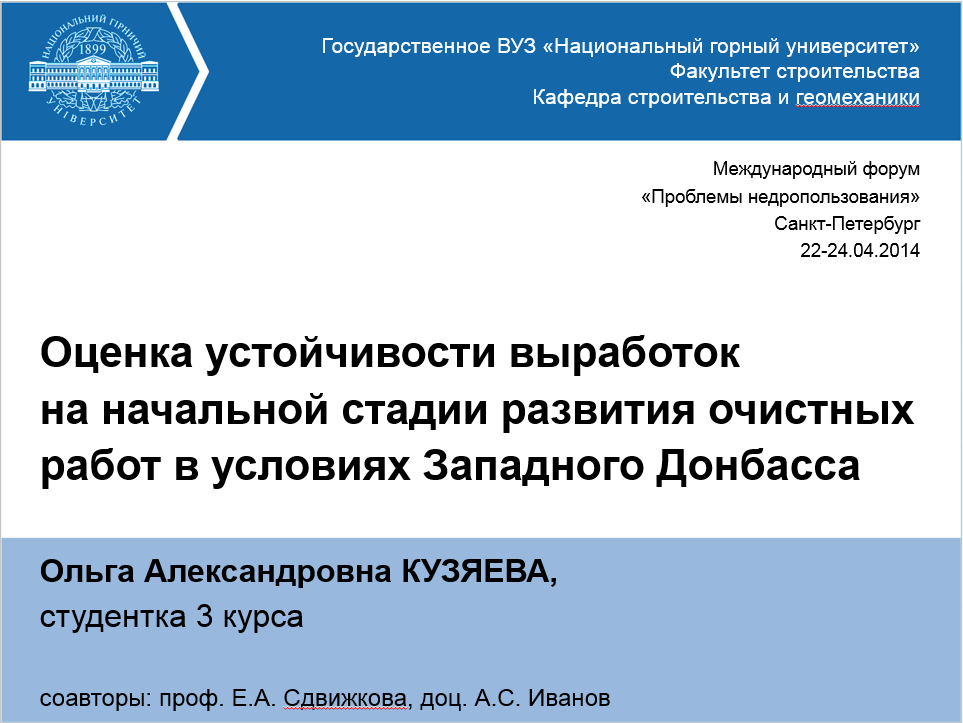 НАЦІОНАЛЬНИЙ ГІРНИЧИЙ
1899
УНІВЕРСИТЕТ
Государственное ВУЗ «Национальный горный университет»
Факультет строительства
Кафедра строительства и геомеханики
Международный форум
«Проблемы недропользования»
Санкт-Петербург
22-24.04.2014
Оценка устойчивости выработок
на начальной стадии развития очистных
работ в условиях Западного Донбасса
Ольга Александровна КУЗЯЕВА,
студентка 3 курса
соавторы: проф. Е.А. Сдвижкова, доц. А.С. Иванов